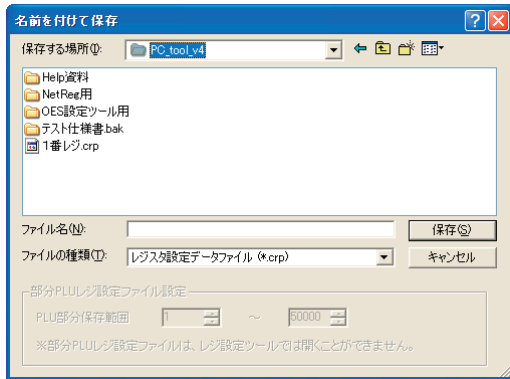 名前を付けて保存
保存する場所(I):
PC_tool_v4
Help資料
NetReg用
OES設定ツール用
テスト仕様書.bak
1番レジ.crp
ファイル名(N):
保存(S)
ファイルの種類(T):
レジスタ設定データファイル (*.crp)
キャンセル
部分PLUレジ設定ファイル設定
PLU部分保存範囲 1 ～ 50000
※部分PLUレジ設定ファイルは、レジ設定ツールでは開くことができません。